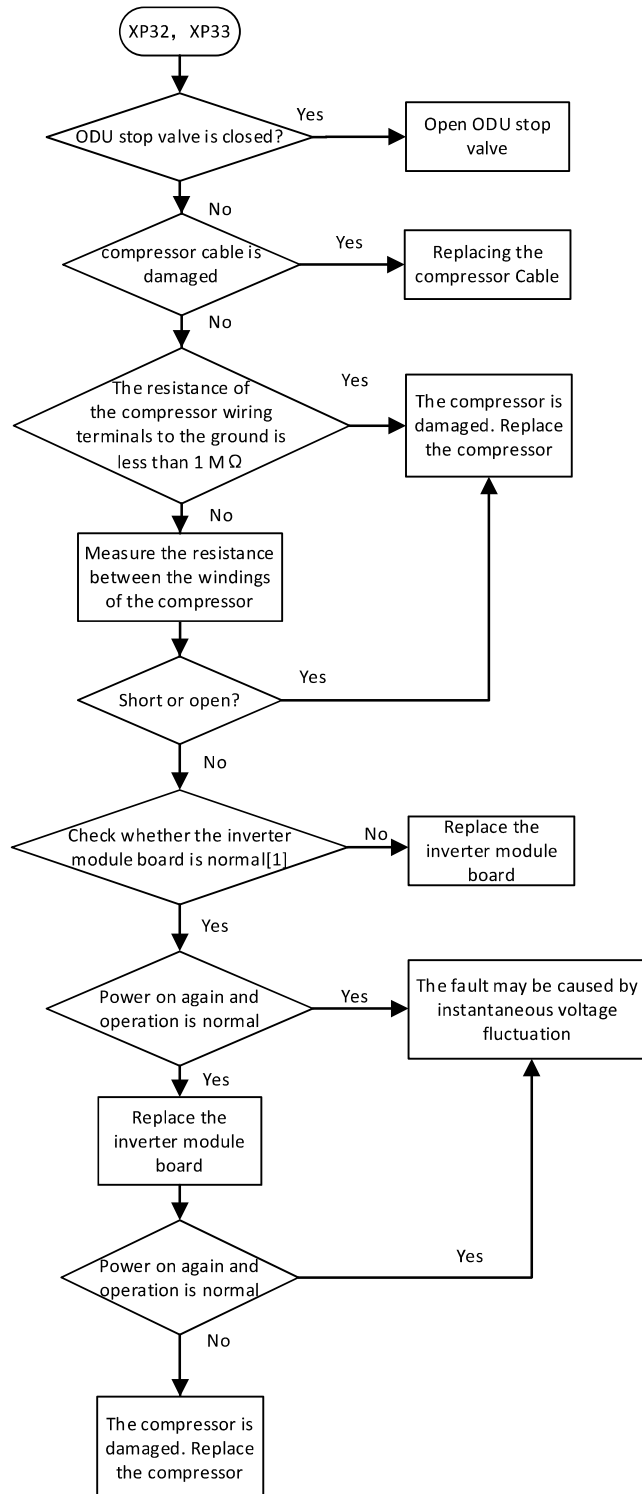 XP32, XP33
ODU stop valve is closed?
Yes
Open ODU stop
valve
No
compressor cable is
damaged
Yes
Replacing the
compressor Cable
No
The resistance of
the compressor wiring
terminals to the ground is
less than 1 M Ω
Yes
The compressor is
damaged. Replace
the compressor
No
Measure the resistance
between the windings
of the compressor
Short or open?
Yes
No
Check whether the inverter
module board is normal[1]
No
Replace the
inverter module
board
Yes
Power on again and
operation is normal
Yes
The fault may be caused by
instantaneous voltage
fluctuation
Yes
Replace the
inverter module
board
Power on again and
operation is normal
Yes
No
The compressor is
damaged. Replace
the compressor